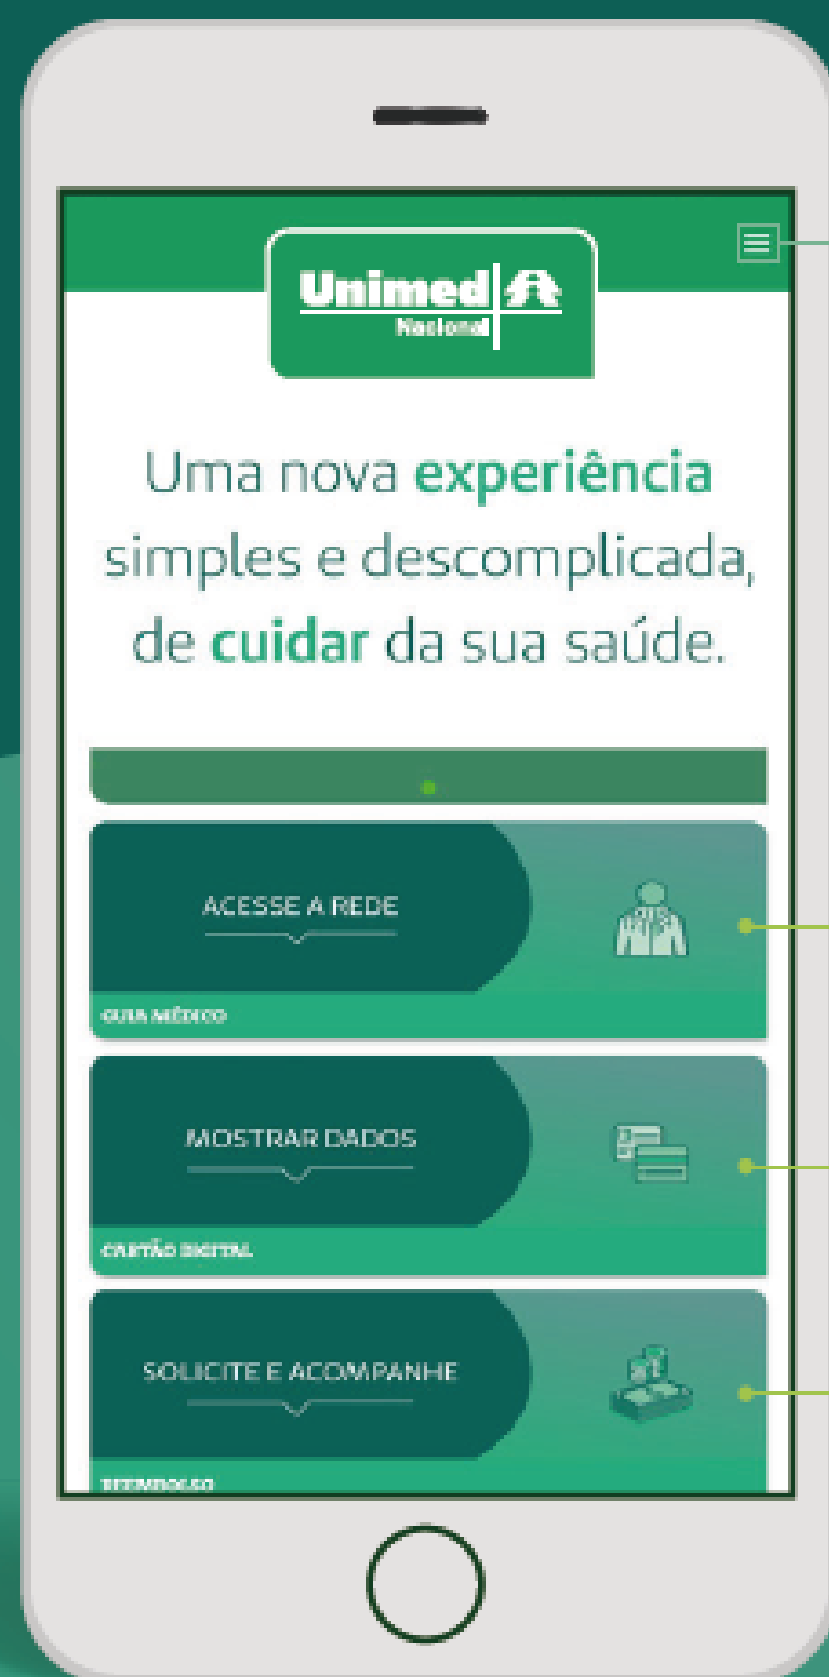 Unimed
Nacional
Uma nova experiência
simples e descomplicada,
de cuidar da sua saúde.
ACESSE A REDE
GUIA MÉDICO
MOSTRAR DADOS
CARTÃO DIGITAL
SOLICITE E ACOMPANHE
REEMBOLSO